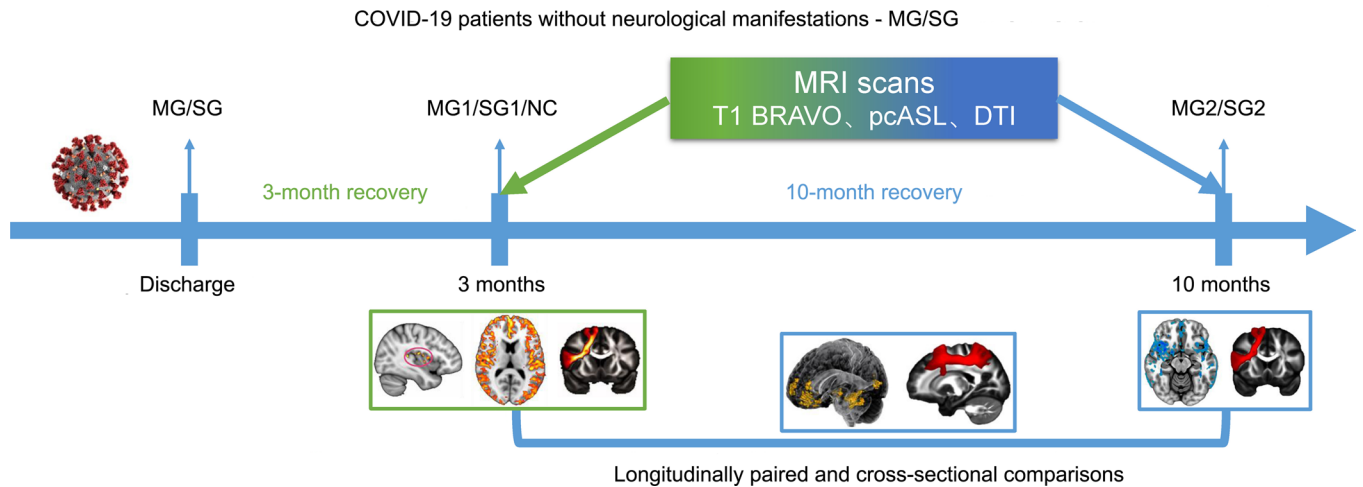 COVID-19 patients without neurological manifestations - MG/SG
MRI scans
T1 BRAVO、pcASL、DTI
MG/SG
MG1/SG1/NC
MG2/SG2
3-month recovery
10-month recovery
Discharge
3 months
10 months
Longitudinally paired and cross-sectional comparisons